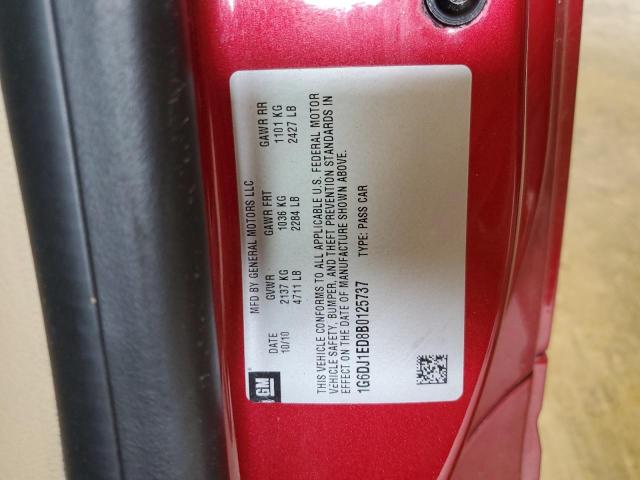 GM
MFD BY GENERAL MOTORS LLC
DATE GVWR GAWR FRT GAWR RR
10/10 2137 KG 1036 KG 1101 KG
4711 LB 2284 LB 2427 LB
THIS VEHICLE CONFORMS TO ALL APPLICABLE U.S. FEDERAL MOTOR
VEHICLE SAFETY, BUMPER, AND THEFT PREVENTION STANDARDS IN
EFFECT ON THE DATE OF MANUFACTURE SHOWN ABOVE.
1G6DJ1ED8B0125737 TYPE: PASS CAR